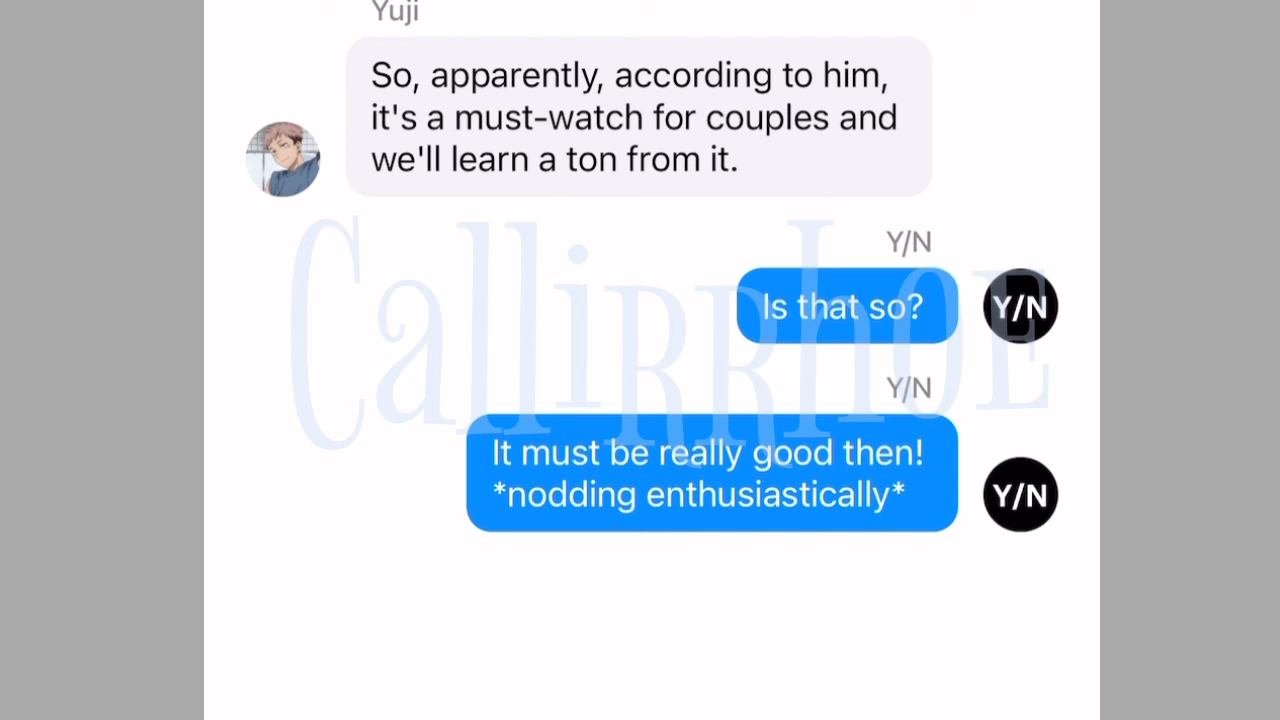 Yuji
So, apparently, according to him,
it's a must-watch for couples and
we'll learn a ton from it.
Y/N
Is that so?
Y/N
Y/N
It must be really good then!
*nodding enthusiastically*
Y/N
CalliRRhoE